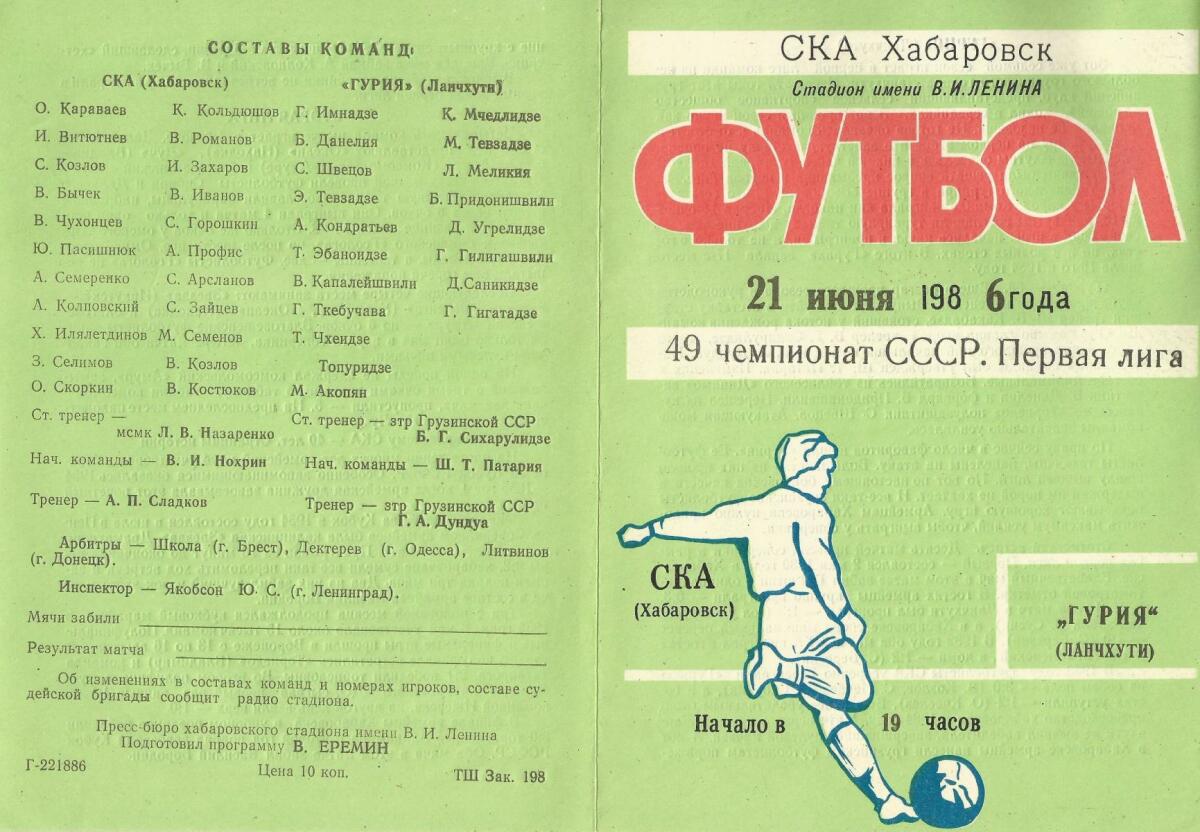 СОСТАВЫ КОМАНД:
СКА (Хабаровск) «ГУРИЯ» (Ланчхути)
О. Караваев К. Кольдюшов Г. Имнадзе К. Мчедлидзе
И. Витютнев В. Романов Б. Данелия М. Тевзадзе
С. Козлов И. Захаров С. Швецов Л. Меликия
В. Бычек В. Иванов Э. Тевзадзе Б. Придонишвили
В. Чухонцев С. Горошкин А. Кондратьев Д. Угрелидзе
Ю. Пасишнюк А. Профис Т. Эбаноидзе Г. Гилигашвили
А. Семеренко С. Арсланов В. Капалейшвили Д.Саникидзе
А. Колповский С. Зайцев Г. Ткебучава Г. Гигатадзе
Х. Илялетдинов М. Семенов Т. Чхеидзе
З. Селимов В. Козлов Топуридзе
О. Скоркин В. Костюков М. Акопян
Ст. тренер — Ст. тренер — зтр Грузинской ССР
мсмк Л. В. Назаренко Б. Г. Сихарулидзе
Нач. команды — В. И. Нохрин Нач. команды — Ш. Т. Патария
Тренер — А. П. Сладков Тренер — зтр Грузинской ССР
Г. А. Дундуа
Арбитры — Школа (г. Брест), Дектерев (г. Одесса), Литвинов
(г. Донецк).
Инспектор — Якобсон Ю. С. (г. Ленинград).
Мячи забили
Результат матча
Об изменениях в составах команд и номерах игроков, составе су-
дейской бригады сообщит радио стадиона.
Пресс-бюро хабаровского стадиона имени В. И. Ленина
Подготовил программу В. ЕРЕМИН
Г-221886 Цена 10 коп. ТШ Зак. 198
СКА Хабаровск
Стадион имени В.И.ЛЕНИНА
ФУТБОЛ
21 июня 198 6 года
49 чемпионат СССР. Первая лига
СКА
(Хабаровск)
„ГУРИЯ“
(ЛАНЧХУТИ)
Начало в 19 часов